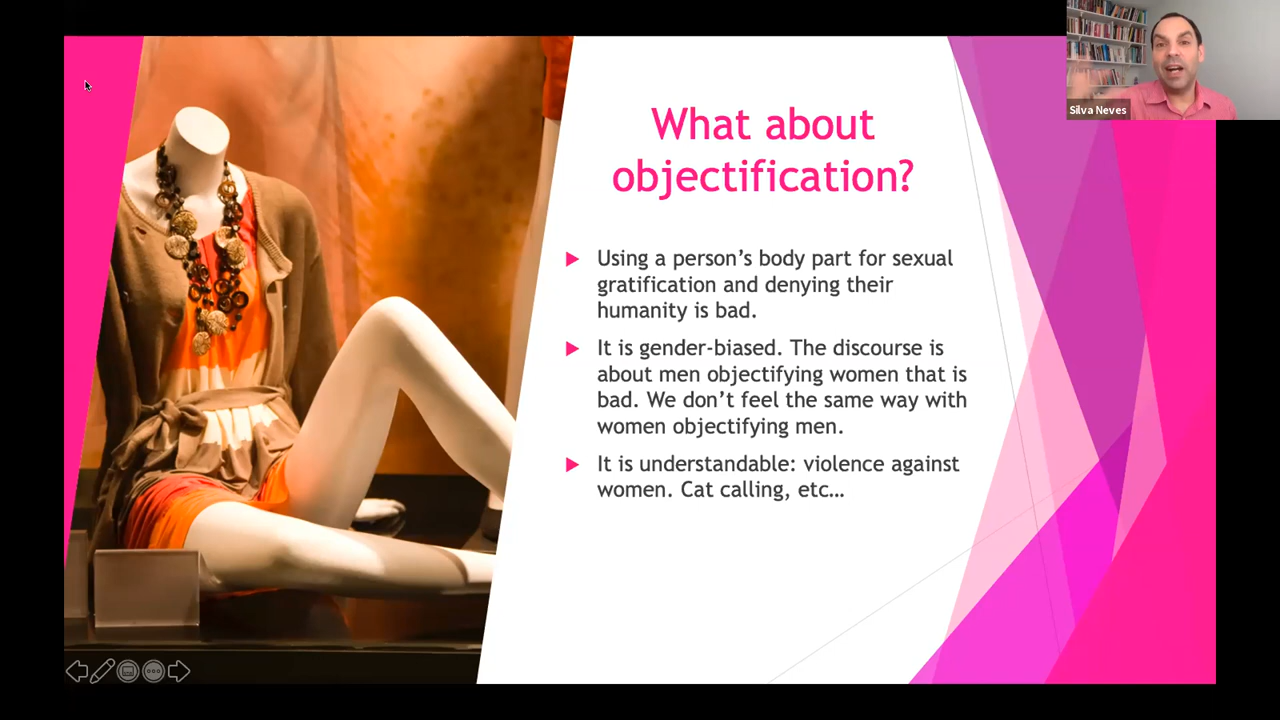 Silva Neves
What about
objectification?
Using a person’s body part for sexual
gratification and denying their
humanity is bad.
It is gender-biased. The discourse is
about men objectifying women that is
bad. We don’t feel the same way with
women objectifying men.
It is understandable: violence against
women. Cat calling, etc…